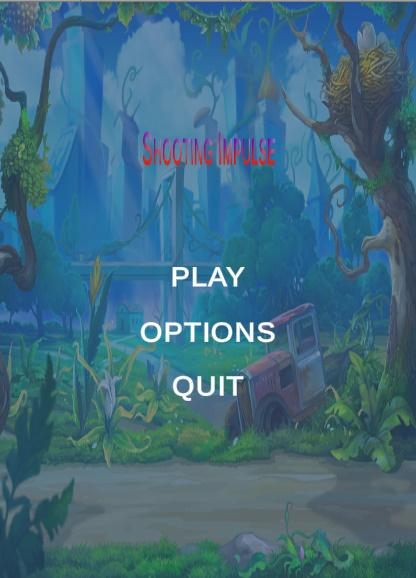 Shooting Impulse
PLAY
OPTIONS
QUIT